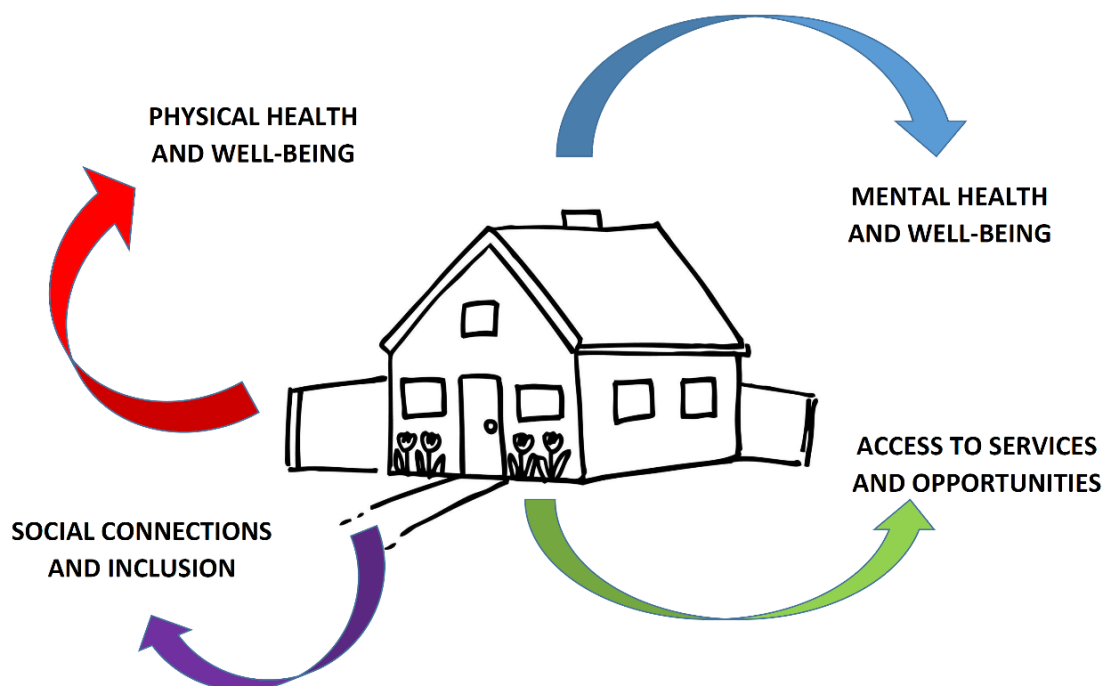 PHYSICAL HEALTH
AND WELL-BEING
MENTAL HEALTH
AND WELL-BEING
ACCESS TO SERVICES
AND OPPORTUNITIES
SOCIAL CONNECTIONS
AND INCLUSION